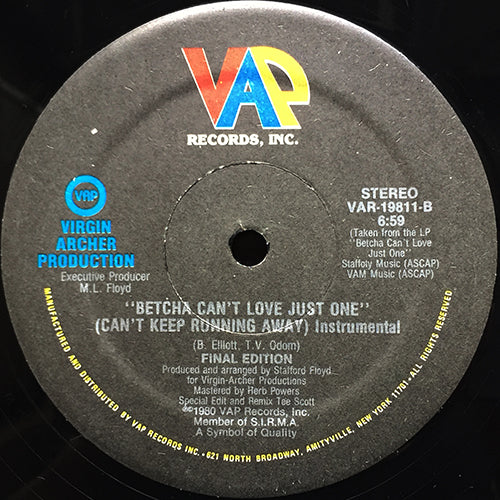 VAP
RECORDS, INC.
VAP
VIRGIN
ARCHER
PRODUCTION
Executive Producer
M.L. Floyd
STEREO
VAR-19811-B
6:59
(Taken from the LP
"Betcha Can't Love
Just One"
Staffoly Music (ASCAP)
VAM Music (ASCAP)
"BETCHA CAN'T LOVE JUST ONE"
(CAN'T KEEP RUNNING AWAY) Instrumental
(B. Elliott, T.V. Odom)
FINAL EDITION
Produced and arranged by Stafford Floyd
for Virgin-Archer Productions
Mastered by Herb Powers
Special Edit and Remix Tee Scott
℗1980 VAP Records, Inc.
Member of S.I.R.M.A.
A Symbol of Quality
MANUFACTURED AND DISTRIBUTED BY VAP RECORDS INC. • 621 NORTH BROADWAY, AMITYVILLE, NEW YORK 11701 • ALL RIGHTS RESERVED